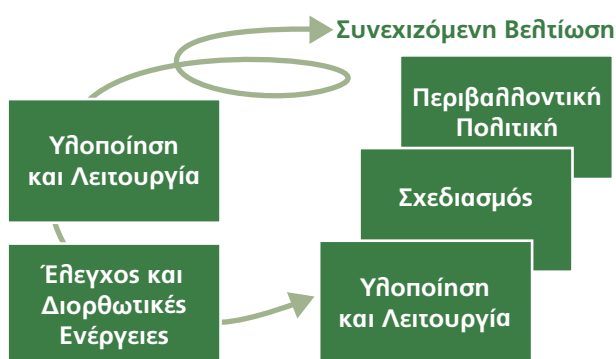 Συνεχιζόμενη Βελτίωση
Περιβαλλοντική
Πολιτική
Υλοποίηση
και Λειτουργία
Σχεδιασμός
Έλεγχος και
Διορθωτικές
Ενέργειες
Υλοποίηση
και Λειτουργία